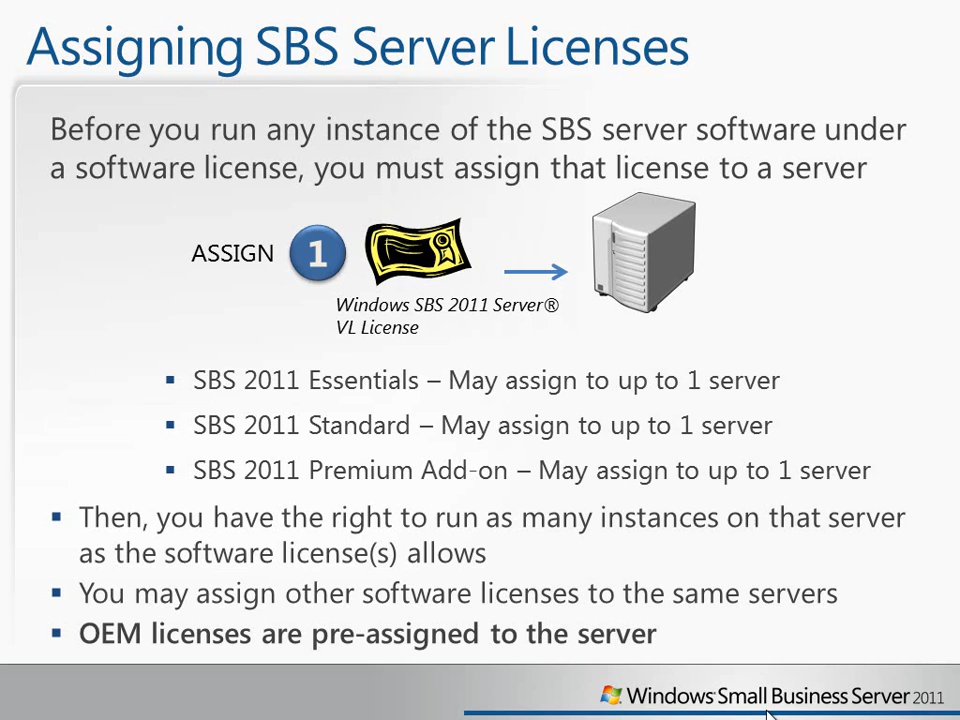 Assigning SBS Server Licenses
Before you run any instance of the SBS server software under
a software license, you must assign that license to a server
ASSIGN 1
Windows SBS 2011 Server®
VL License
▪ SBS 2011 Essentials – May assign to up to 1 server
▪ SBS 2011 Standard – May assign to up to 1 server
▪ SBS 2011 Premium Add-on – May assign to up to 1 server
▪ Then, you have the right to run as many instances on that server
as the software license(s) allows
▪ You may assign other software licenses to the same servers
▪ OEM licenses are pre-assigned to the server
Windows Small Business Server 2011